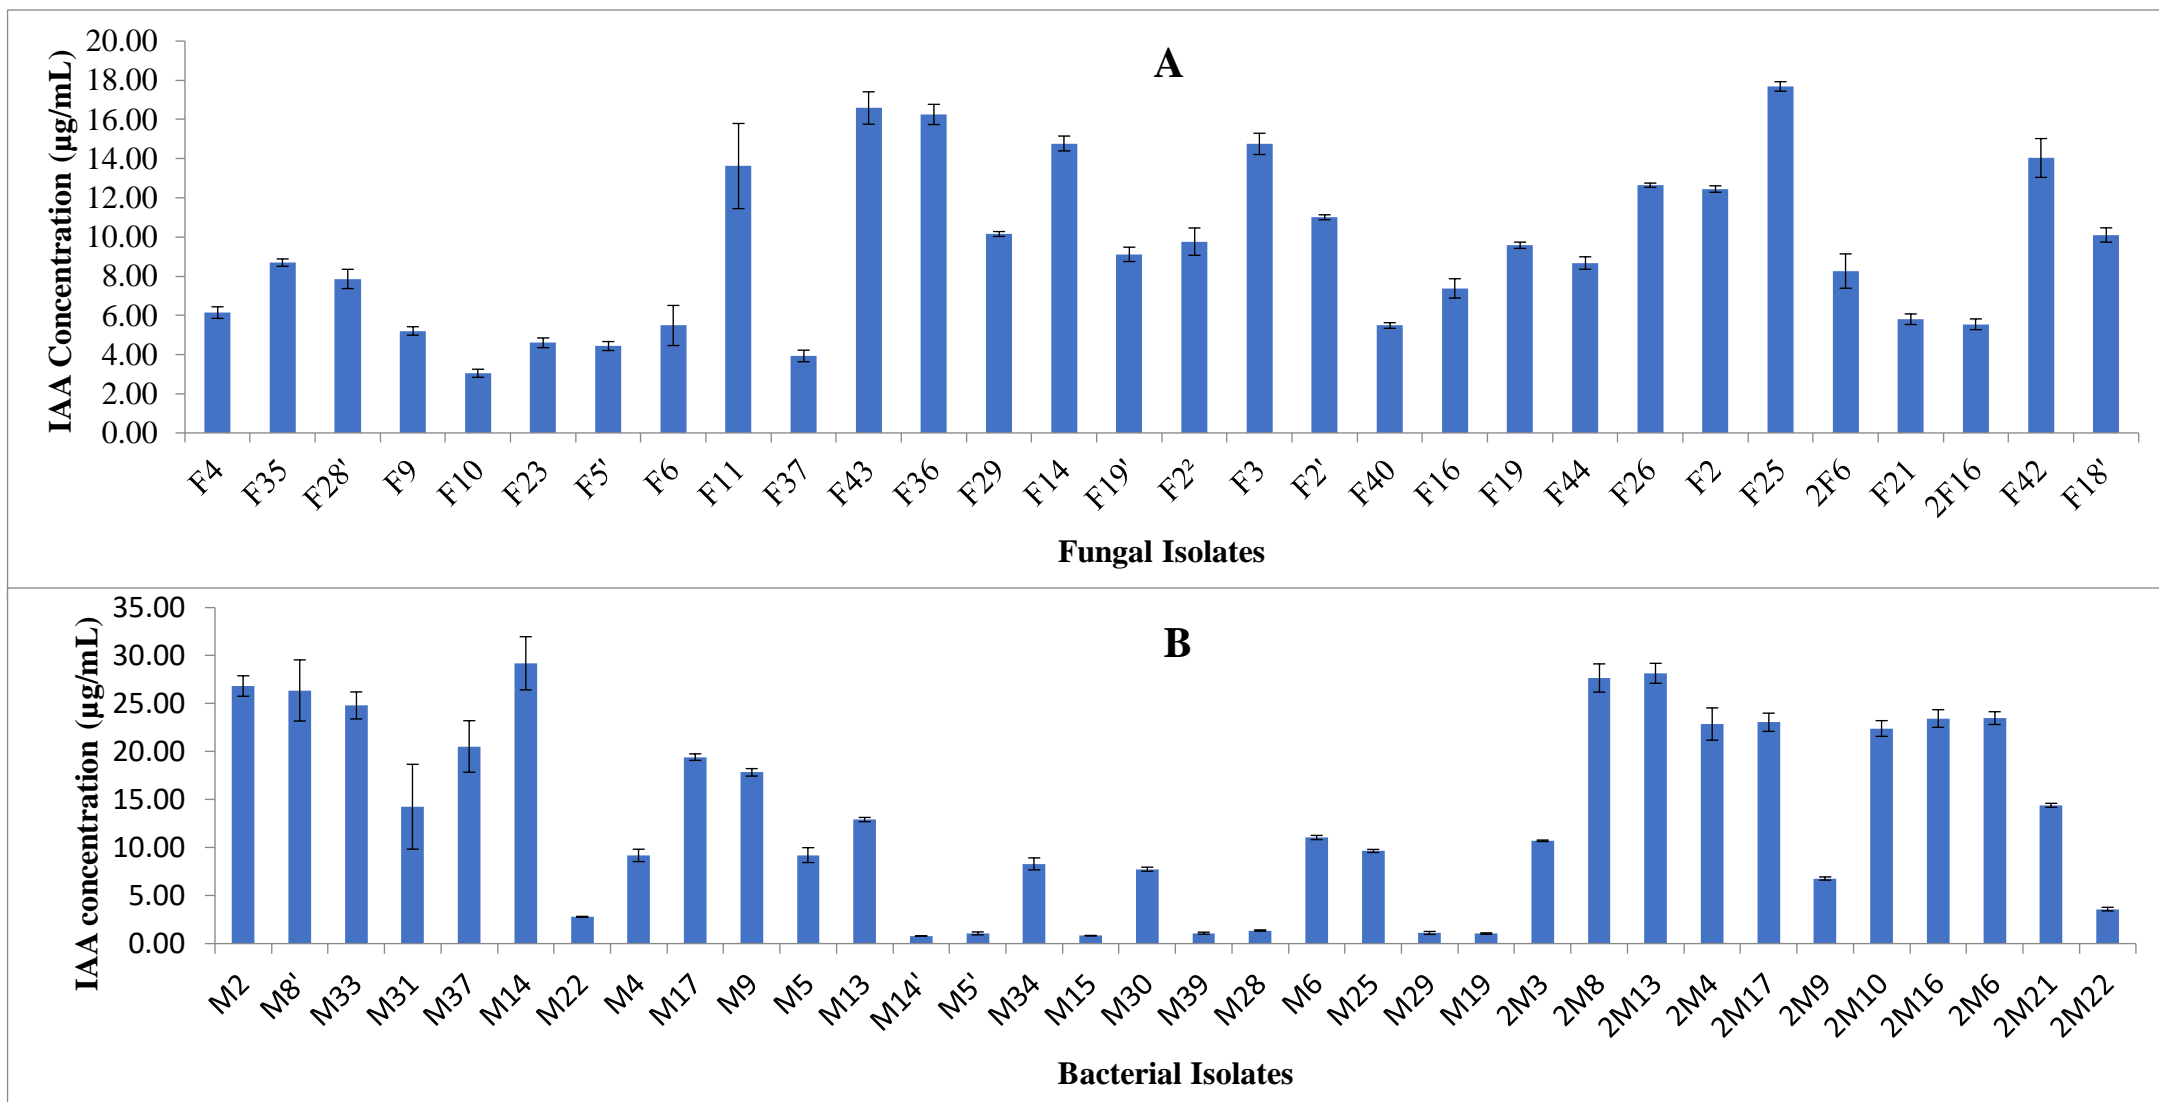 A
IAA Concentration (µg/mL)
20.00
18.00
16.00
14.00
12.00
10.00
8.00
6.00
4.00
2.00
0.00
F4 F35 F28' F9 F10 F23 F5' F6 F11 F37 F43 F36 F29 F14 F19' F2² F3 F2' F40 F16 F19 F44 F26 F2 F25 2F6 F21 2F16 F42 F18'
Fungal Isolates
B
IAA concentration (µg/mL)
35.00
30.00
25.00
20.00
15.00
10.00
5.00
0.00
M2 M8' M33 M31 M37 M14 M22 M4 M17 M9 M5 M13 M14' M5' M34 M15 M30 M39 M28 M6 M25 M29 M19 2M3 2M8 2M13 2M4 2M17 2M9 2M10 2M16 2M6 2M21 2M22
Bacterial Isolates